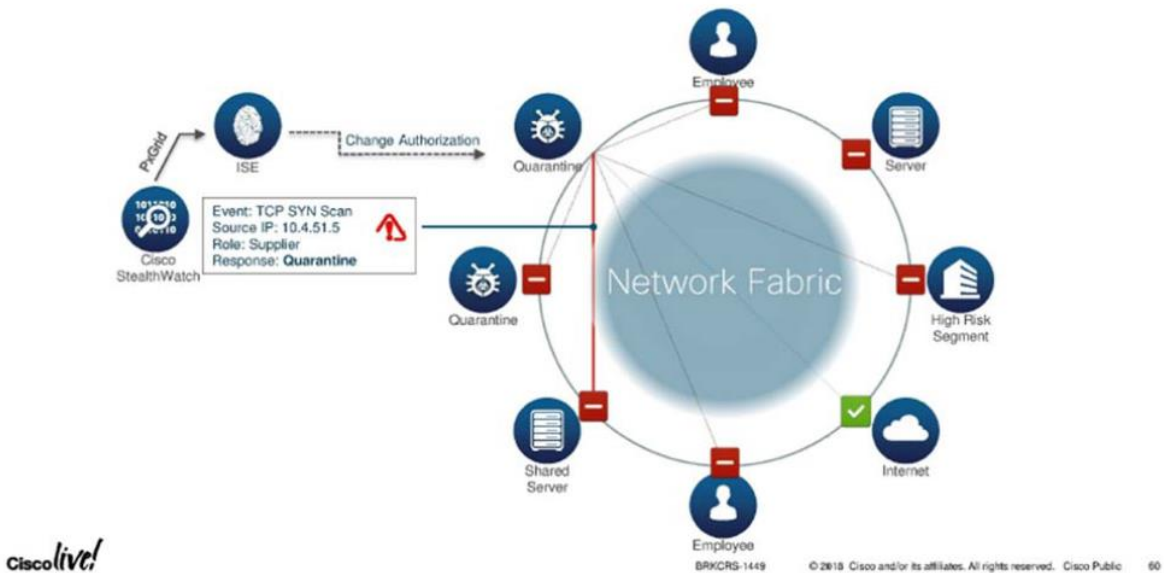 Employee
Server
Quarantine
Change Authorization
PxGrid
ISE
Event: TCP SYN Scan
Source IP: 10.4.51.5
Role: Supplier
Response: Quarantine
Cisco
StealthWatch
Quarantine
Network Fabric
High Risk
Segment
Shared
Server
Internet
Employee
Cisco live!
BRKCRS-1449
© 2018 Cisco and/or its affiliates. All rights reserved. Cisco Public
60